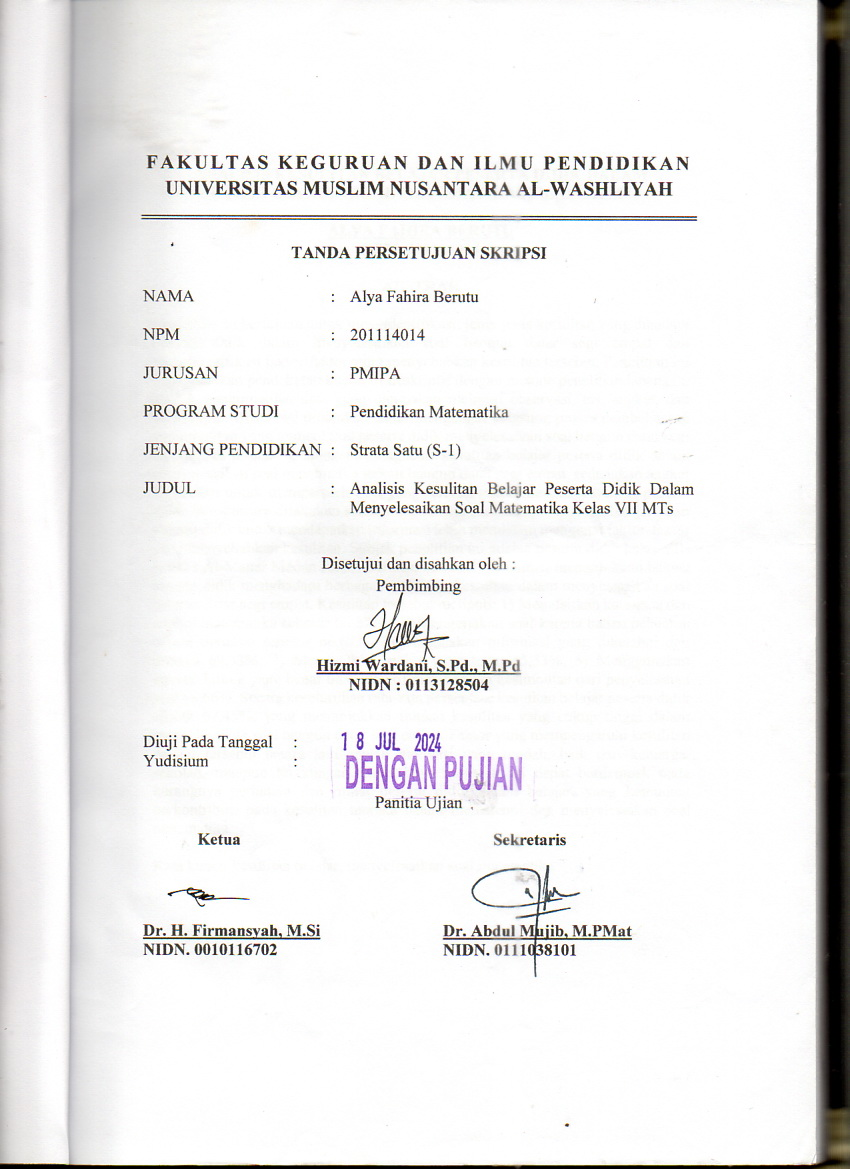 FAKULTAS KEGURUAN DAN ILMU PENDIDIKAN
UNIVERSITAS MUSLIM NUSANTARA AL-WASHLIYAH
TANDA PERSETUJUAN SKRIPSI
NAMA : Alya Fahira Berutu
NPM : 201114014
JURUSAN : PMIPA
PROGRAM STUDI : Pendidikan Matematika
JENJANG PENDIDIKAN : Strata Satu (S-1)
JUDUL : Analisis Kesulitan Belajar Peserta Didik Dalam
Menyelesaikan Soal Matematika Kelas VII MTs
Disetujui dan disahkan oleh :
Pembimbing
Hizmi Wardani, S.Pd., M.Pd
NIDN : 0113128504
Diuji Pada Tanggal : 18 JUL 2024
Yudisium : DENGAN PUJIAN
Panitia Ujian
Ketua Sekretaris
Dr. H. Firmansyah, M.Si Dr. Abdul Mujib, M.PMat
NIDN. 0010116702 NIDN. 0111038101